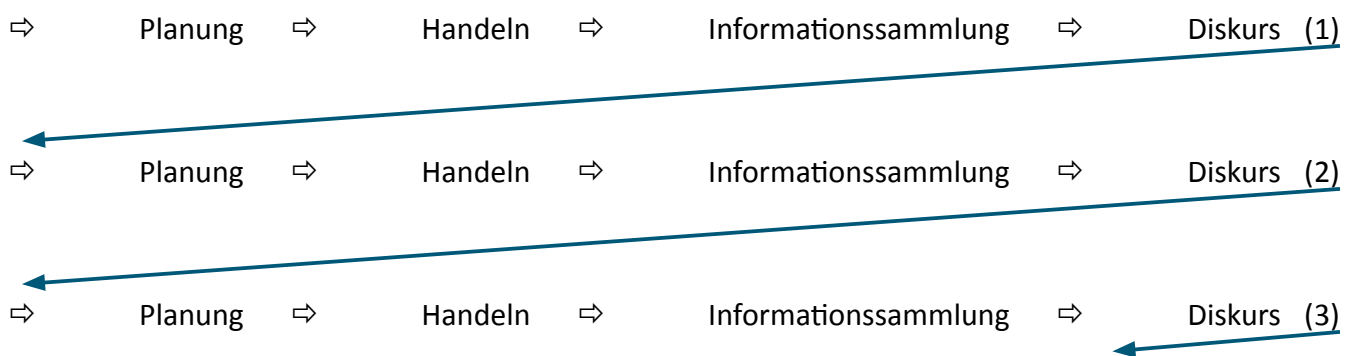 ⇨ Planung ⇨ Handeln ⇨ Informationssammlung ⇨ Diskurs (1)
⇨ Planung ⇨ Handeln ⇨ Informationssammlung ⇨ Diskurs (2)
⇨ Planung ⇨ Handeln ⇨ Informationssammlung ⇨ Diskurs (3)